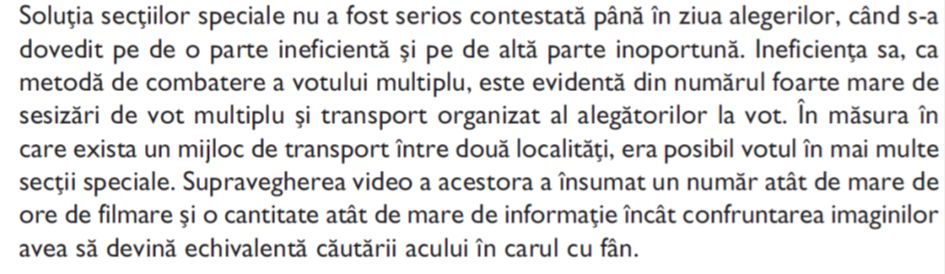 Soluţia secţiilor speciale nu a fost serios contestată până în ziua alegerilor, când s-a
dovedit pe de o parte ineficientă şi pe de altă parte inoportună. Ineficienţa sa, ca
metodă de combatere a votului multiplu, este evidentă din numărul foarte mare de
sesizări de vot multiplu şi transport organizat al alegătorilor la vot. În măsura în
care exista un mijloc de transport între două localităţi, era posibil votul în mai multe
secţii speciale. Supravegherea video a acestora a însumat un număr atât de mare de
ore de filmare şi o cantitate atât de mare de informaţie încât confruntarea imaginilor
avea să devină echivalentă căutării acului în carul cu fân.